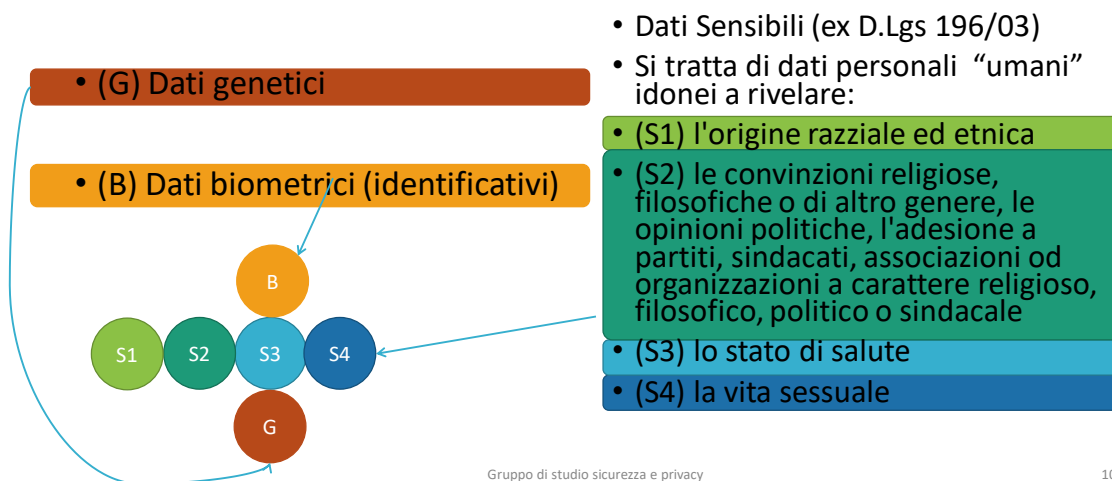 • (G) Dati genetici
• (B) Dati biometrici (identificativi)
B
S1
S2
S3
S4
G
• Dati Sensibili (ex D.Lgs 196/03)
• Si tratta di dati personali “umani”
idonei a rivelare:
• (S1) l'origine razziale ed etnica
• (S2) le convinzioni religiose,
filosofiche o di altro genere, le
opinioni politiche, l'adesione a
partiti, sindacati, associazioni od
organizzazioni a carattere religioso,
filosofico, politico o sindacale
• (S3) lo stato di salute
• (S4) la vita sessuale
Gruppo di studio sicurezza e privacy
10